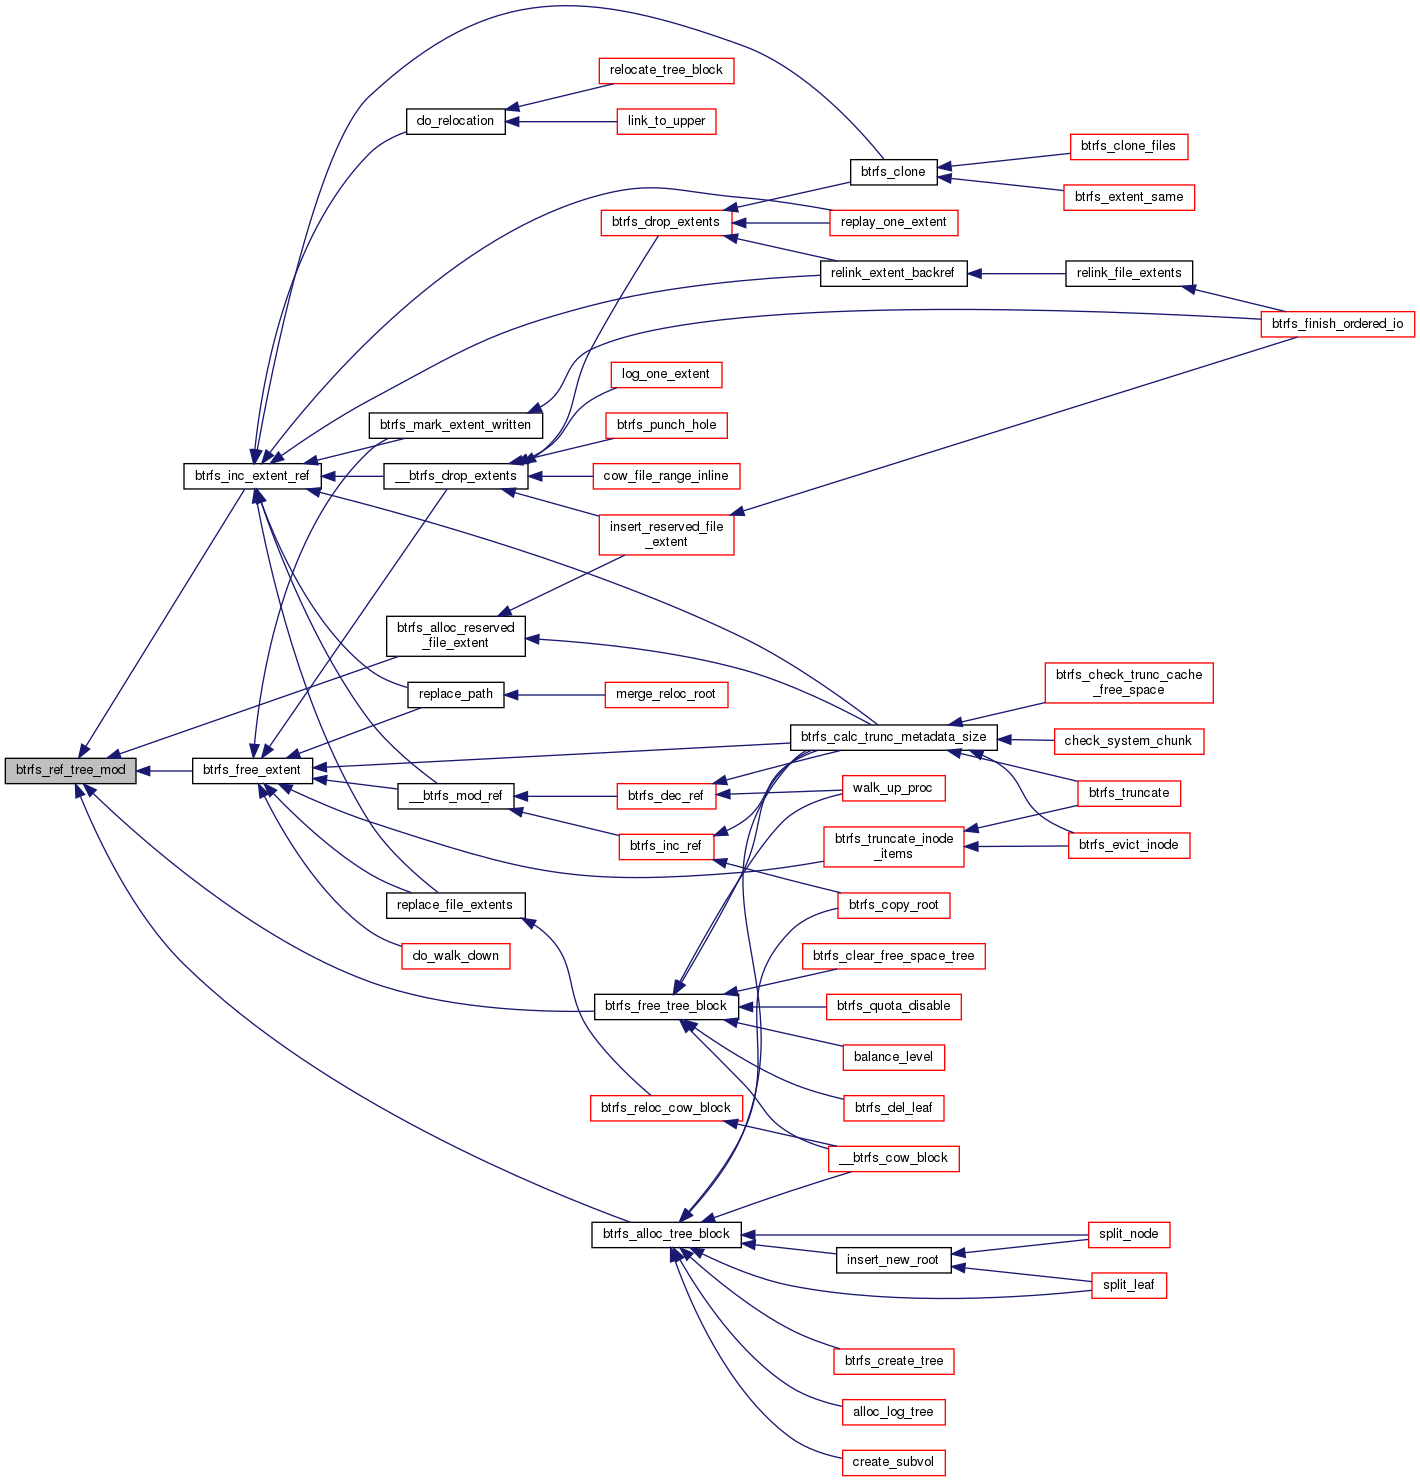 relocate_tree_block
do_relocation
link_to_upper
btrfs_clone_files
btrfs_clone
btrfs_extent_same
btrfs_drop_extents
replay_one_extent
relink_extent_backref
relink_file_extents
btrfs_finish_ordered_io
log_one_extent
btrfs_mark_extent_written
btrfs_punch_hole
btrfs_inc_extent_ref
__btrfs_drop_extents
cow_file_range_inline
insert_reserved_file
_extent
btrfs_alloc_reserved
_file_extent
btrfs_check_trunc_cache
_free_space
replace_path
merge_reloc_root
btrfs_calc_trunc_metadata_size
check_system_chunk
btrfs_ref_tree_mod
btrfs_free_extent
__btrfs_mod_ref
btrfs_dec_ref
walk_up_proc
btrfs_truncate
btrfs_inc_ref
btrfs_truncate_inode
_items
btrfs_evict_inode
replace_file_extents
btrfs_copy_root
do_walk_down
btrfs_clear_free_space_tree
btrfs_free_tree_block
btrfs_quota_disable
balance_level
btrfs_reloc_cow_block
btrfs_del_leaf
__btrfs_cow_block
btrfs_alloc_tree_block
split_node
insert_new_root
split_leaf
btrfs_create_tree
alloc_log_tree
create_subvol